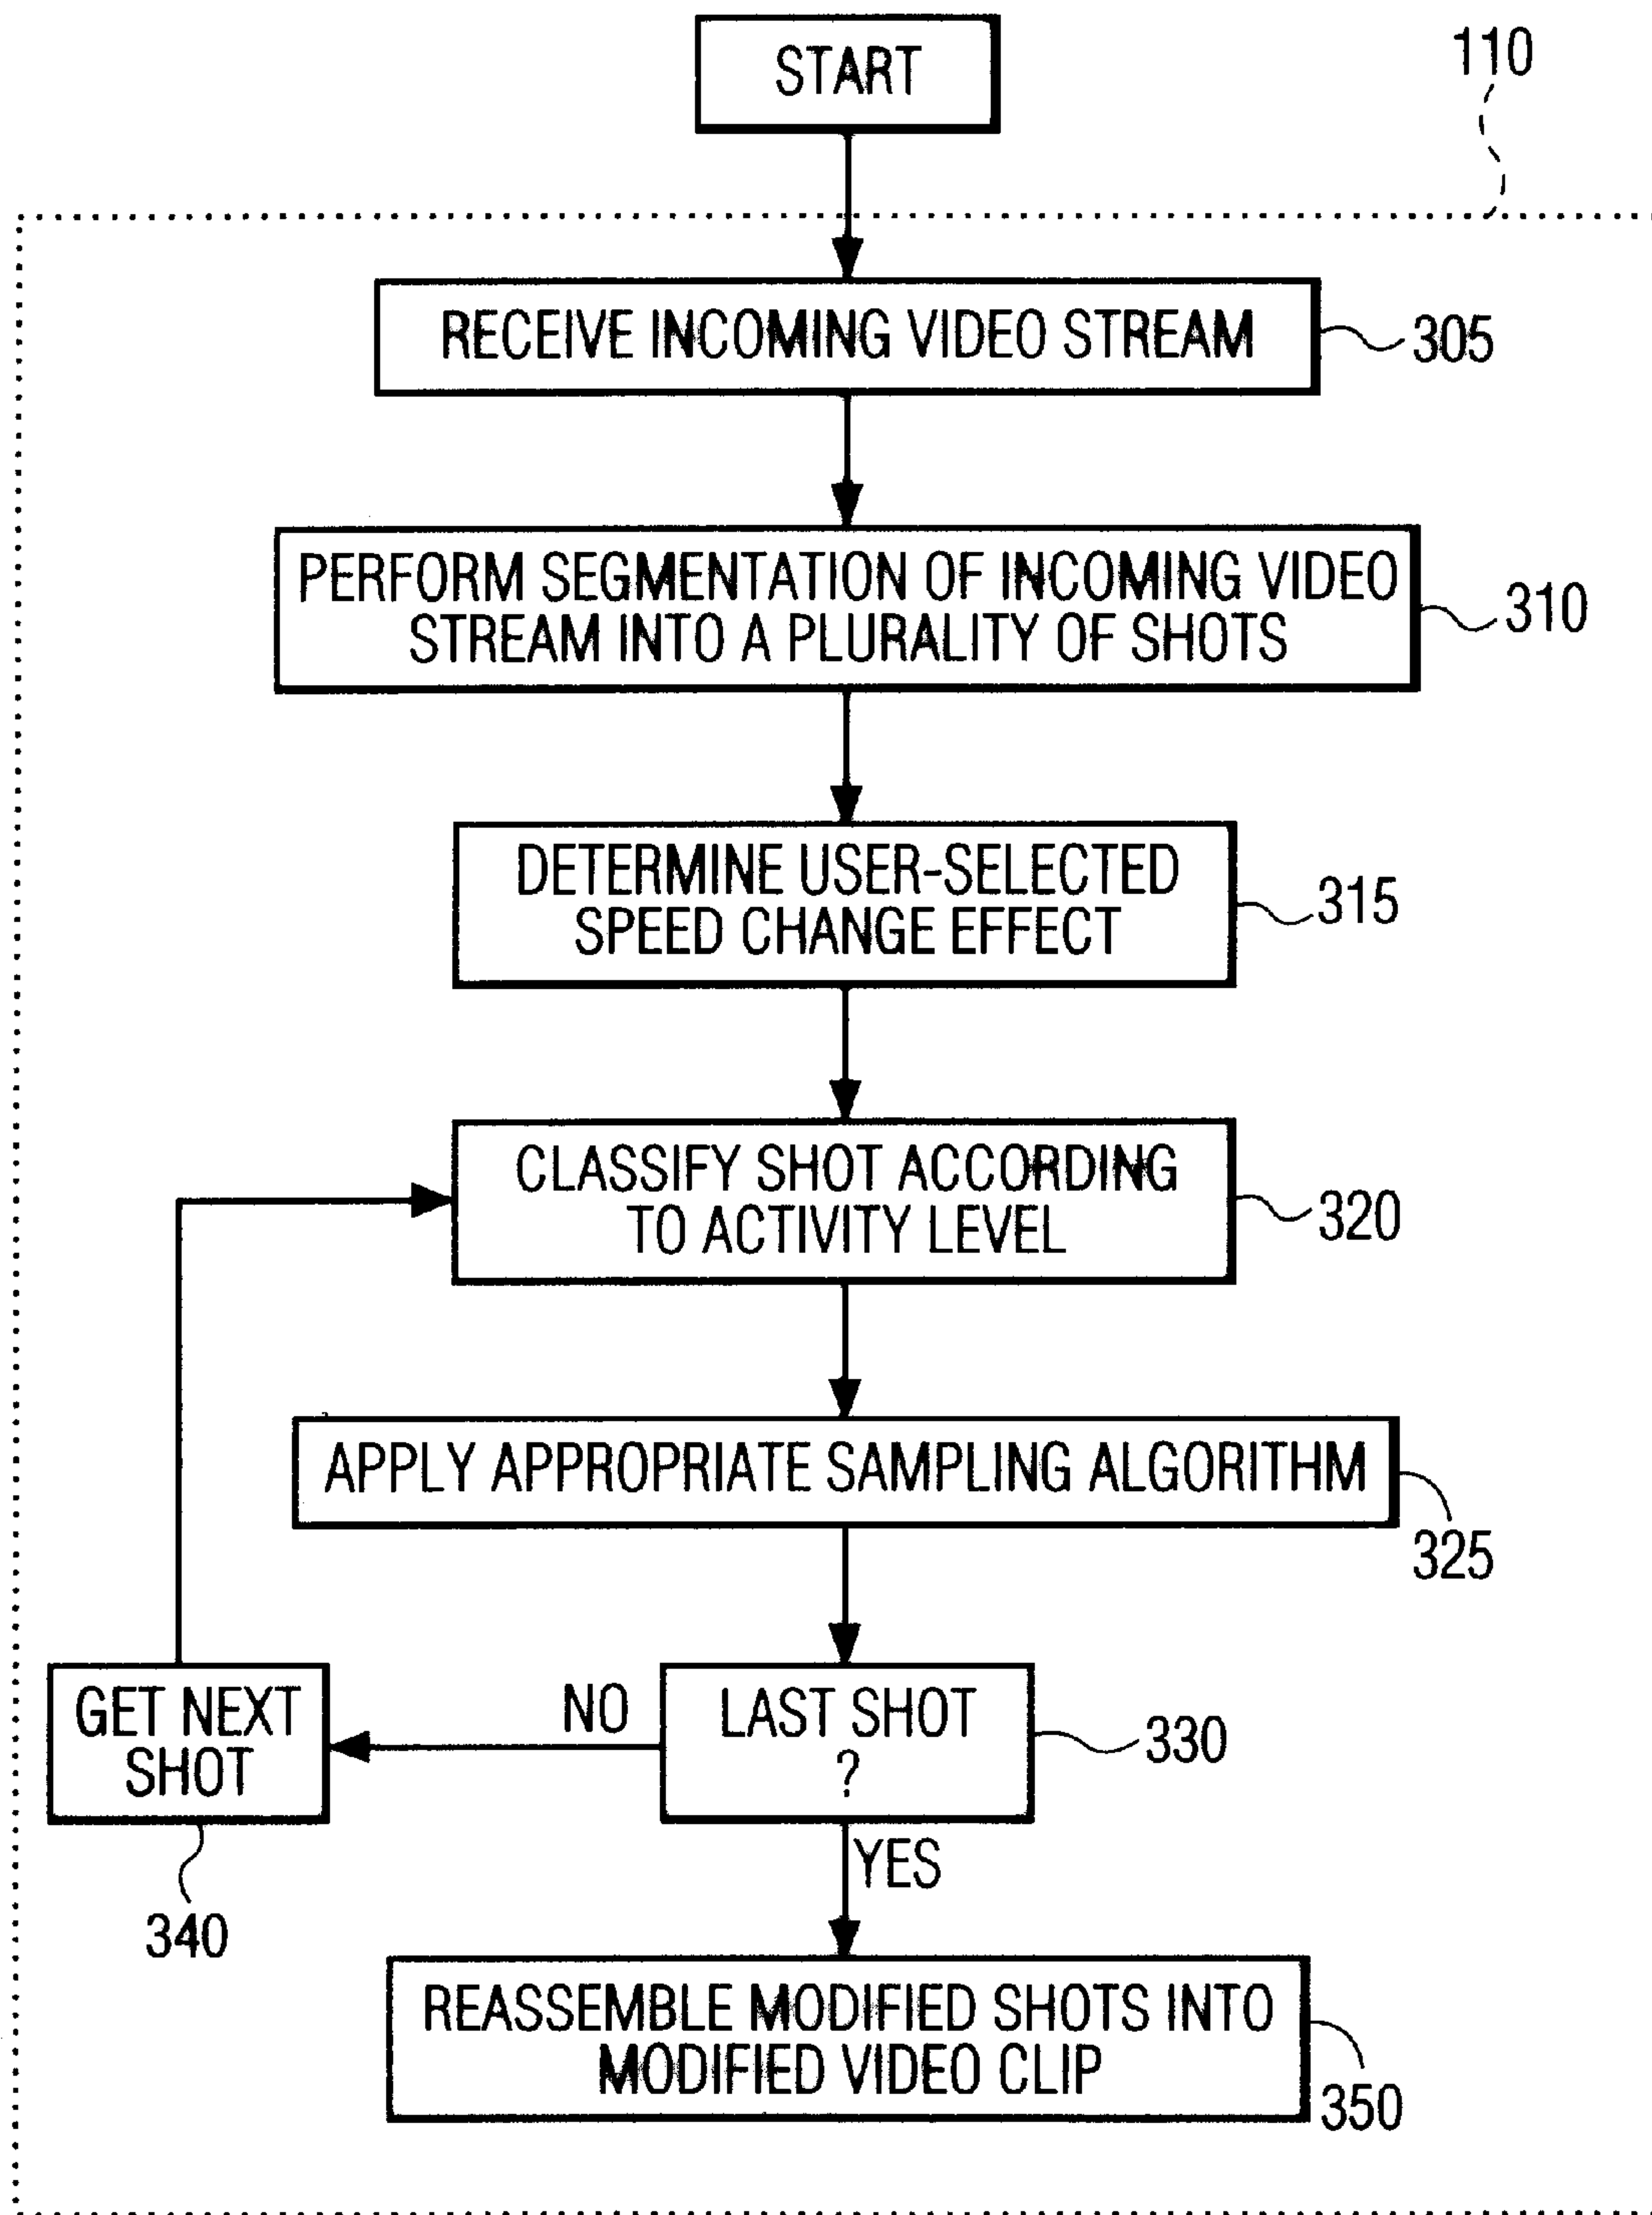 START
110
RECEIVE INCOMING VIDEO STREAM
305
PERFORM SEGMENTATION OF INCOMING VIDEO
STREAM INTO A PLURALITY OF SHOTS
310
DETERMINE USER-SELECTED
SPEED CHANGE EFFECT
315
CLASSIFY SHOT ACCORDING
TO ACTIVITY LEVEL
320
APPLY APPROPRIATE SAMPLING ALGORITHM
325
GET NEXT
SHOT
340
NO
LAST SHOT
?
330
YES
REASSEMBLE MODIFIED SHOTS INTO
MODIFIED VIDEO CLIP
350